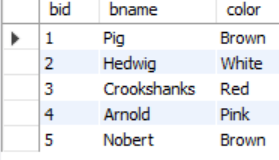 bid bname color
1 Pig Brown
2 Hedwig White
3 Crookshanks Red
4 Arnold Pink
5 Nobert Brown